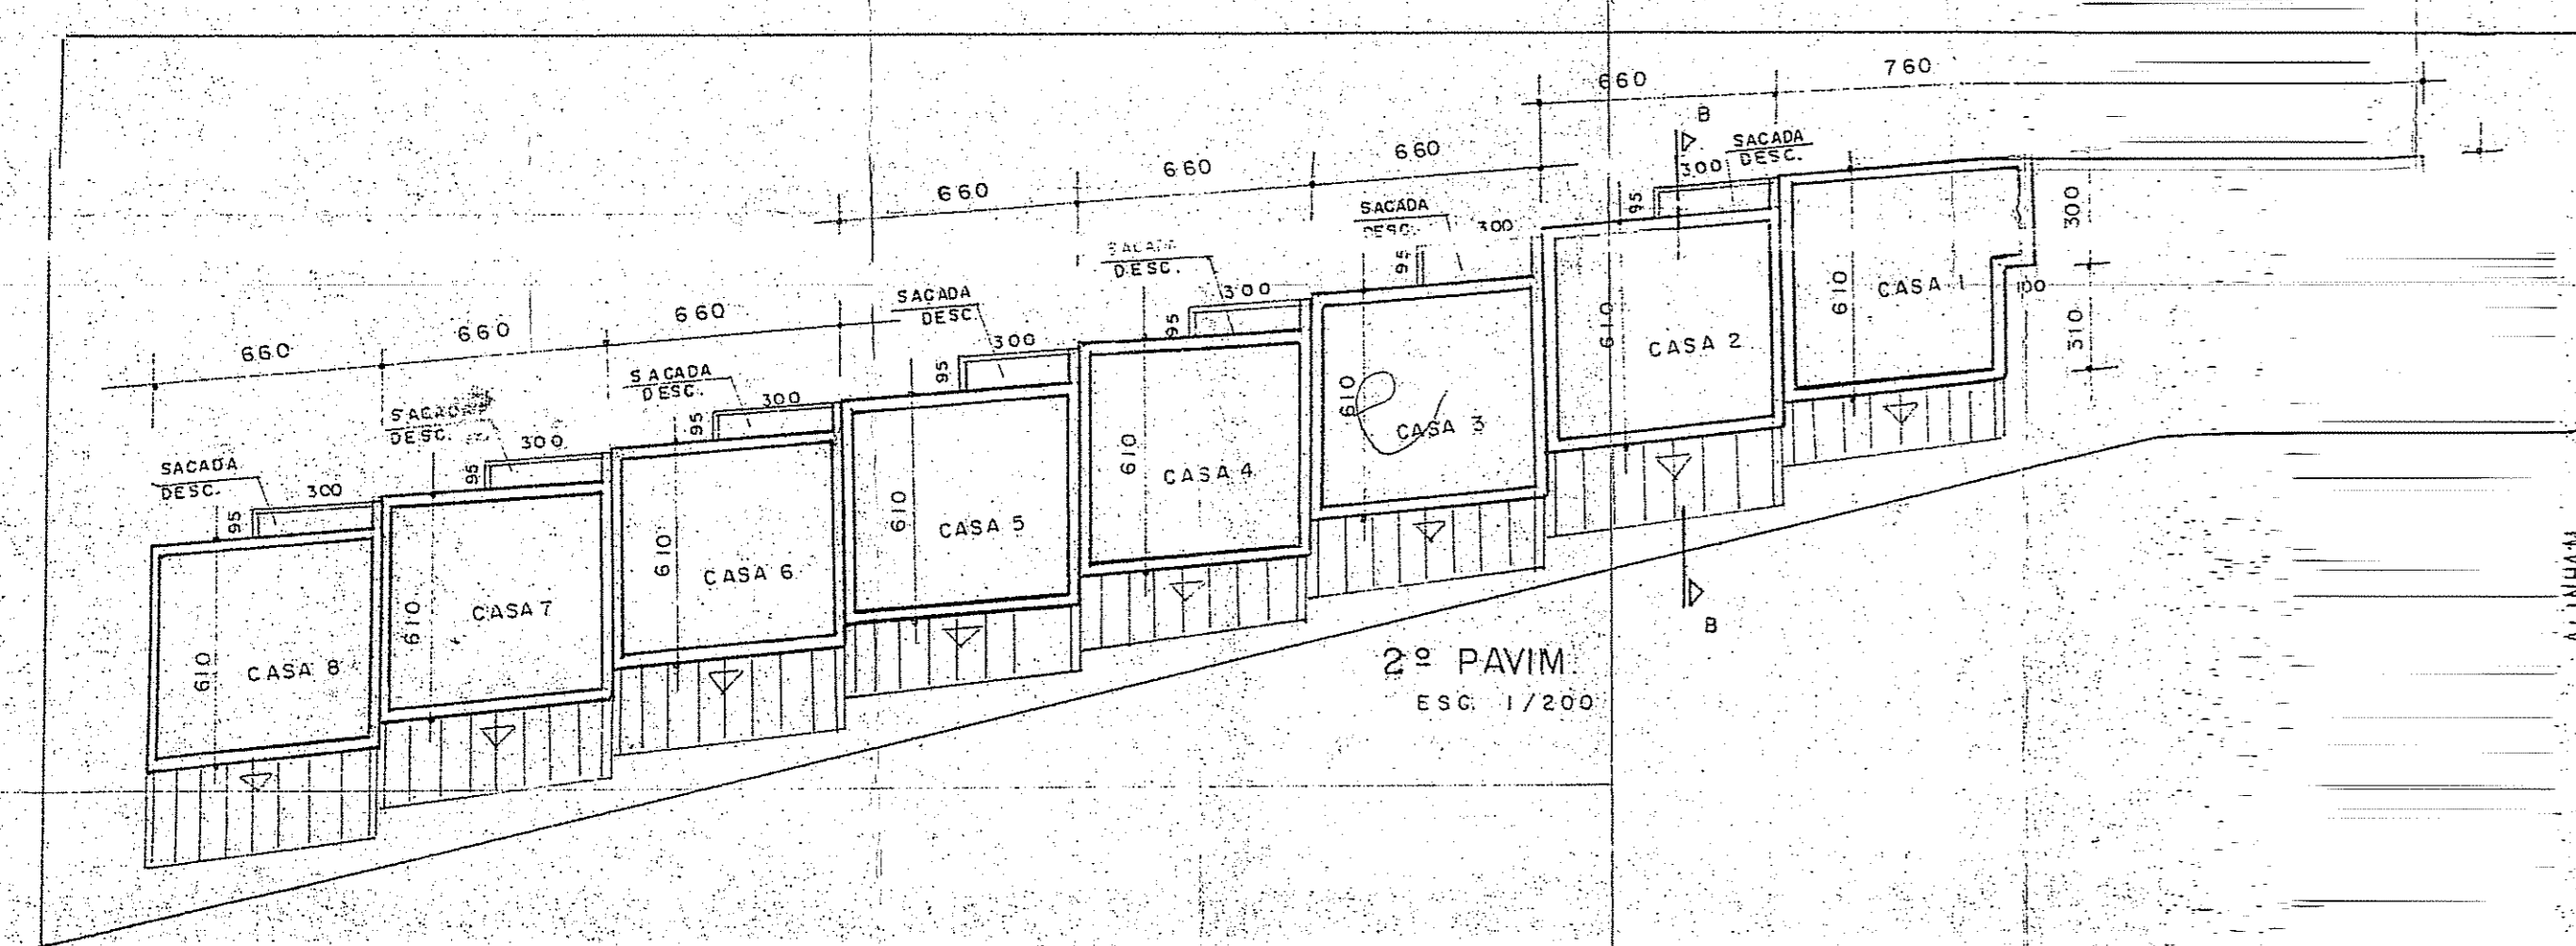 660
760
B
SACADA
DESC.
300
95
660
660
660
SACADA
DESC.
300
95
300
SACADA
DESC.
300
95
610
CASA 1
100
310
610
CASA 2
SACADA
DESC.
300
95
610
CASA 3
660
660
660
SACADA
DESC.
300
95
610
CASA 4
SACADA
DESC.
300
95
610
CASA 5
SACADA
DESC.
300
95
610
CASA 6
SACADA
DESC.
300
95
610
CASA 7
610
CASA 8
B
2º PAVIM.
ESC. 1/200